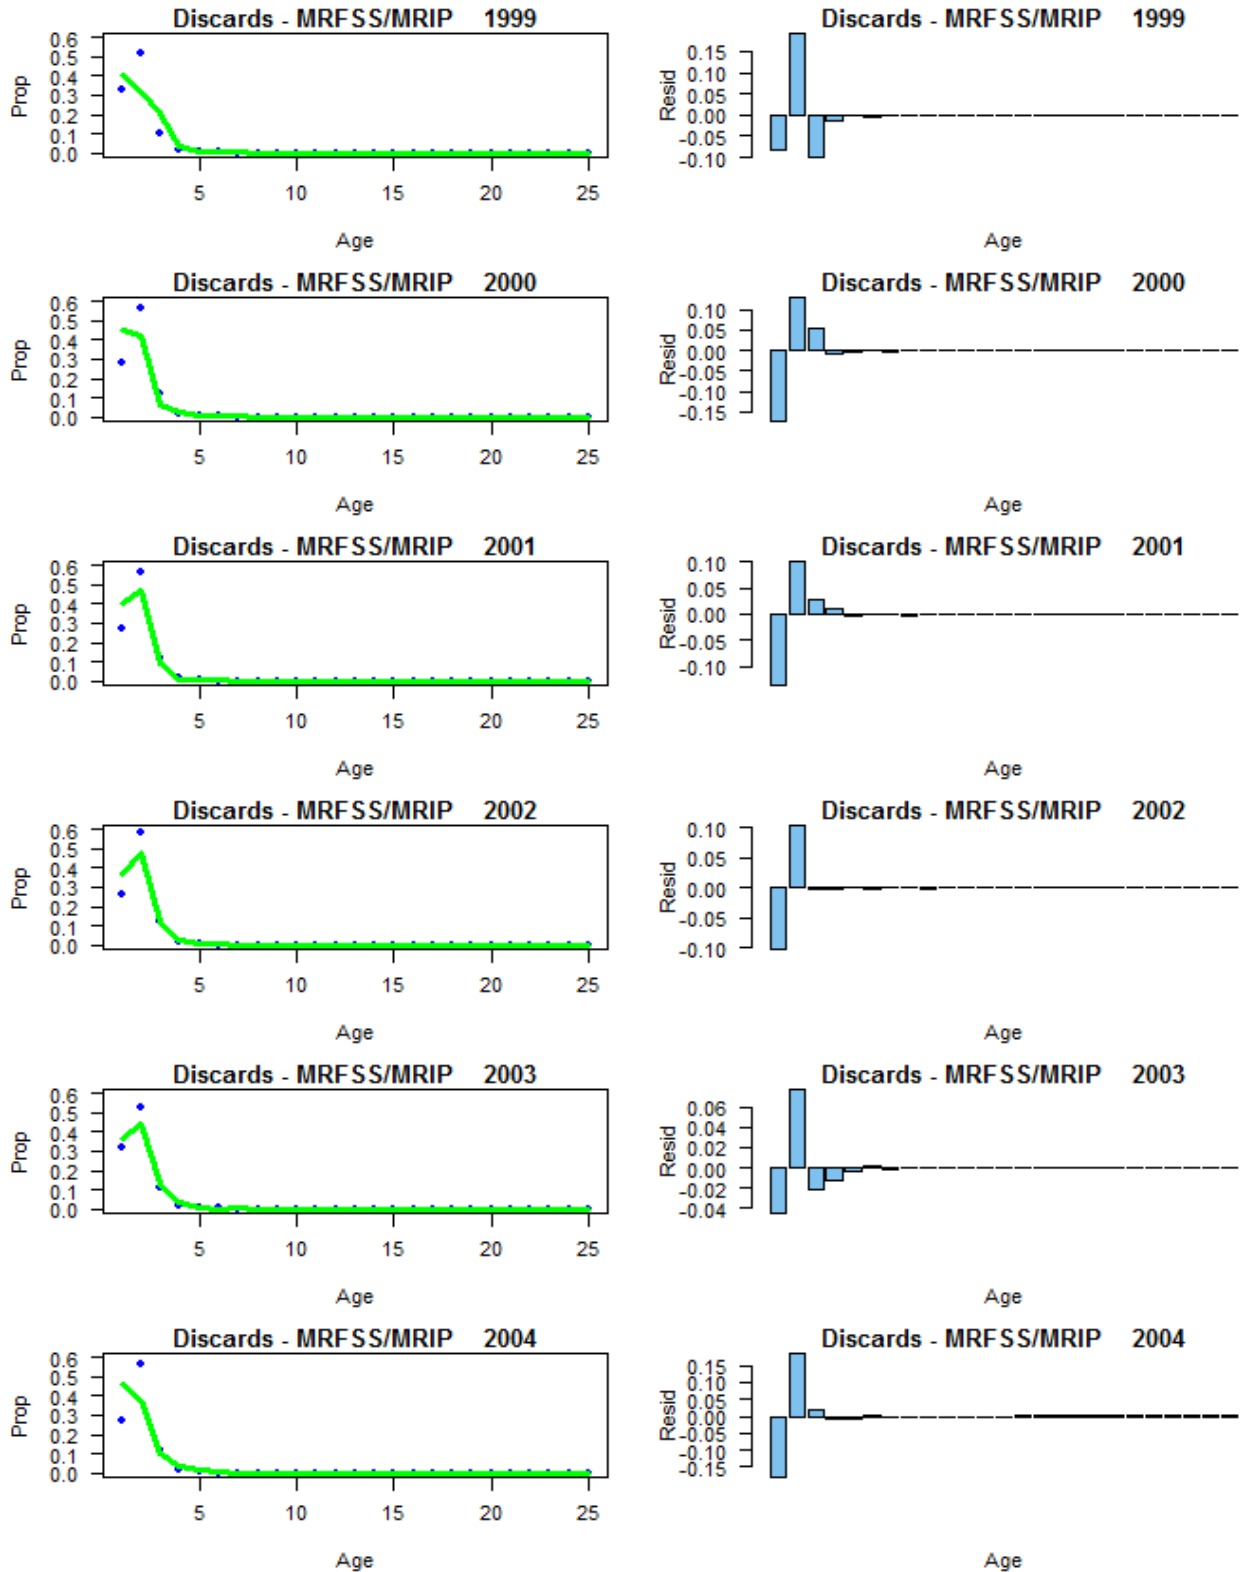 Discards - MRFSS/MRIP 1999
Prop
0.6
0.5
0.4
0.3
0.2
0.1
0.0
5 10 15 20 25
Age
Discards - MRFSS/MRIP 1999
Resid
0.15
0.10
0.05
0.00
-0.05
-0.10
Age
Discards - MRFSS/MRIP 2000
Prop
0.6
0.5
0.4
0.3
0.2
0.1
0.0
5 10 15 20 25
Age
Discards - MRFSS/MRIP 2000
Resid
0.10
0.05
0.00
-0.05
-0.10
-0.15
Age
Discards - MRFSS/MRIP 2001
Prop
0.6
0.5
0.4
0.3
0.2
0.1
0.0
5 10 15 20 25
Age
Discards - MRFSS/MRIP 2001
Resid
0.10
0.05
0.00
-0.05
-0.10
Age
Discards - MRFSS/MRIP 2002
Prop
0.6
0.5
0.4
0.3
0.2
0.1
0.0
5 10 15 20 25
Age
Discards - MRFSS/MRIP 2002
Resid
0.10
0.05
0.00
-0.05
-0.10
Age
Discards - MRFSS/MRIP 2003
Prop
0.6
0.5
0.4
0.3
0.2
0.1
0.0
5 10 15 20 25
Age
Discards - MRFSS/MRIP 2003
Resid
0.06
0.04
0.02
0.00
-0.02
-0.04
Age
Discards - MRFSS/MRIP 2004
Prop
0.6
0.5
0.4
0.3
0.2
0.1
0.0
5 10 15 20 25
Age
Discards - MRFSS/MRIP 2004
Resid
0.15
0.10
0.05
0.00
-0.05
-0.10
-0.15
Age